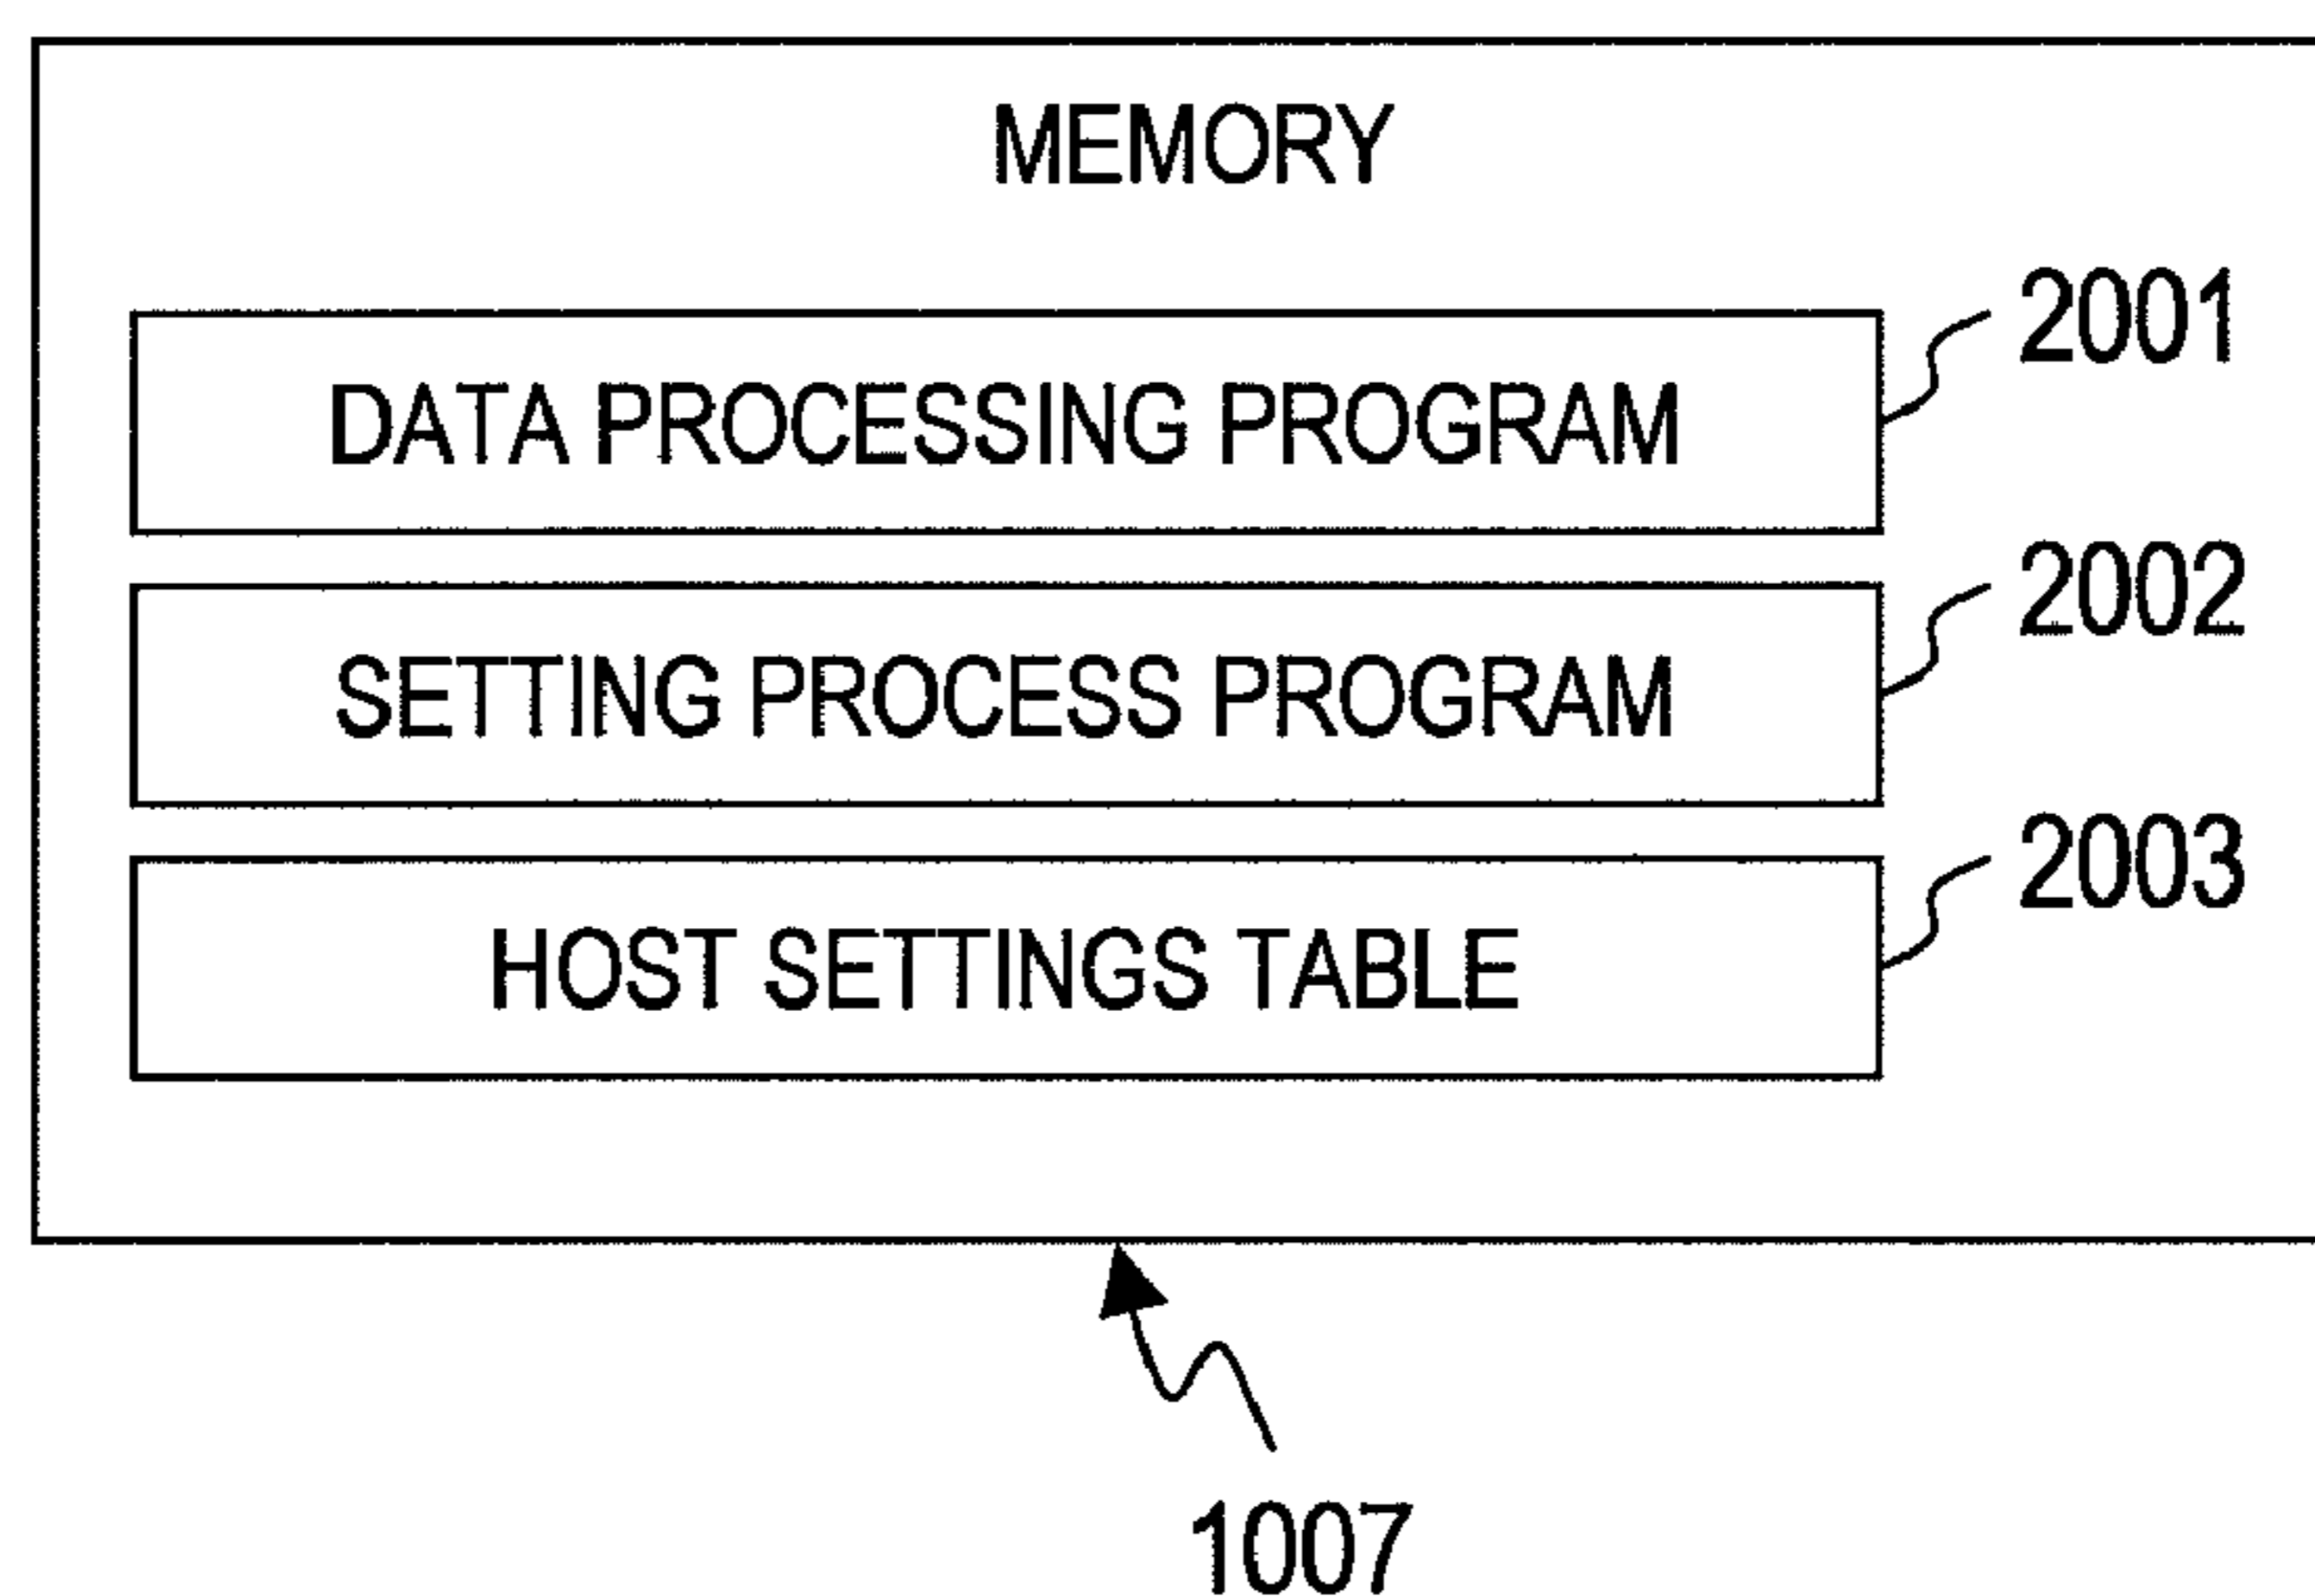 MEMORY
2001
DATA PROCESSING PROGRAM
2002
SETTING PROCESS PROGRAM
2003
HOST SETTINGS TABLE
1007